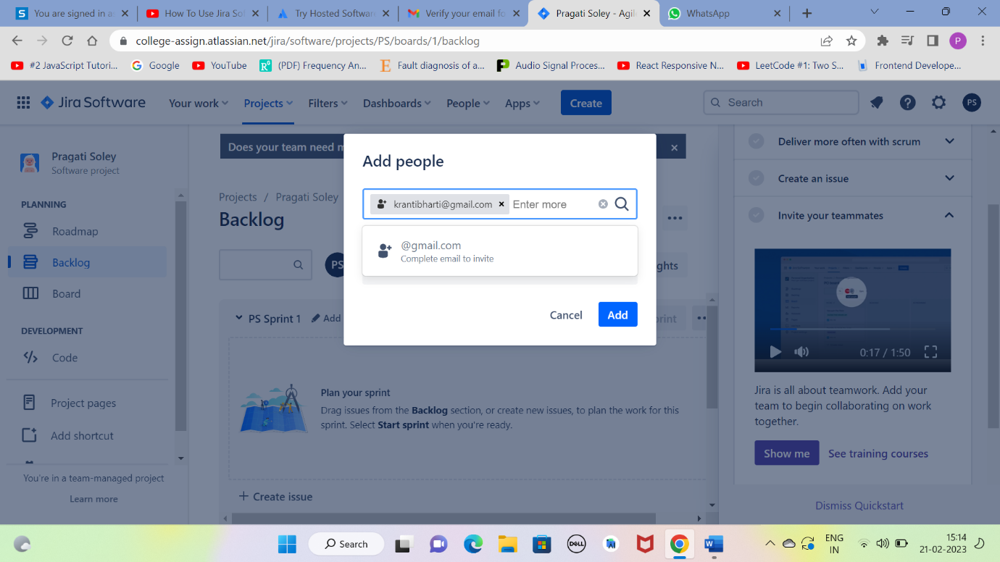 You are signed in a
How To Use Jira So
Try Hosted Softwar
Verify your email fo
Pragati Soley - Agil
WhatsApp
college-assign.atlassian.net/jira/software/projects/PS/boards/1/backlog
P
#2 JavaScript Tutori...
Google
YouTube
(PDF) Frequency An...
Fault diagnosis of a...
Audio Signal Proces...
React Responsive N...
LeetCode #1: Two S...
Frontend Develope...
Jira Software
Your work
Projects
Filters
Dashboards
People
Apps
Create
Search
PS
Pragati Soley
Software project
PLANNING
Roadmap
Backlog
Board
DEVELOPMENT
Code
Project pages
Add shortcut
You're in a team-managed project
Learn more
Does your team need m
Projects / Pragati Soley
Backlog
PS
ghts
PS Sprint 1
Add
print
Plan your sprint
Drag issues from the Backlog section, or create new issues, to plan the work for this
sprint. Select Start sprint when you're ready.
+ Create issue
Add people
krantibharti@gmail.com
Enter more
@gmail.com
Complete email to invite
Cancel
Add
Deliver more often with scrum
Create an issue
Invite your teammates
0:17 / 1:50
Jira is all about teamwork. Add your
team to begin collaborating on work
together.
Show me
See training courses
Dismiss Quickstart
Search
DELL
ENG
IN
15:14
21-02-2023